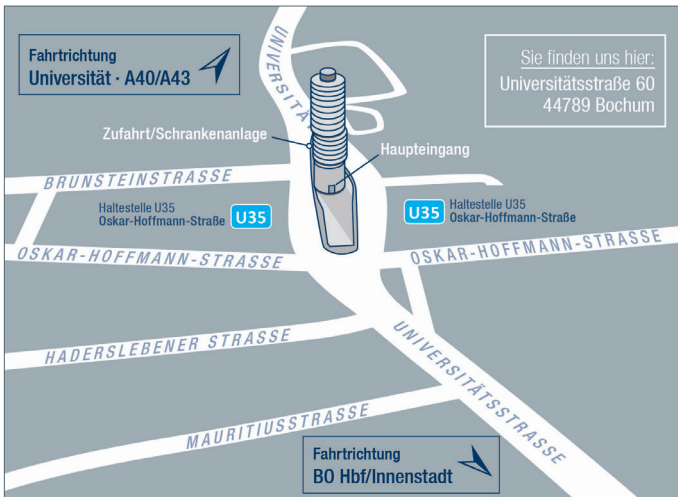 Fahrtrichtung
Universität · A40/A43
UNIVERSITÄT
Sie finden uns hier:
Universitätsstraße 60
44789 Bochum
Zufahrt/Schrankenanlage
Haupteingang
BRUNSTEINSTRASSE
Haltestelle U35
Oskar-Hoffmann-Straße
U35
U35
Haltestelle U35
Oskar-Hoffmann-Straße
OSKAR-HOFFMANN-STRASSE
OSKAR-HOFFMANN-STRASSE
HADERSLEBENER STRASSE
UNIVERSITÄTSSTRASSE
MAURITIUSSTRASSE
Fahrtrichtung
BO Hbf/Innenstadt